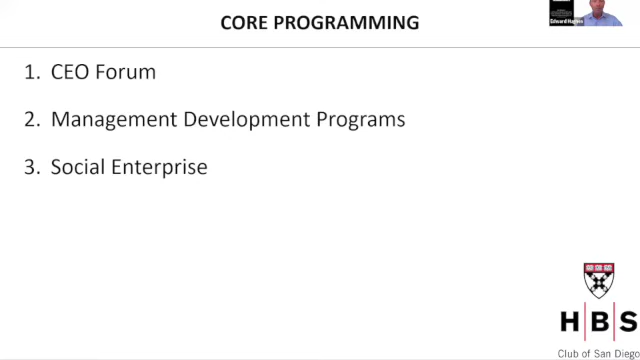 CORE PROGRAMMING
1. CEO Forum
2. Management Development Programs
3. Social Enterprise
HBS
Club of San Diego